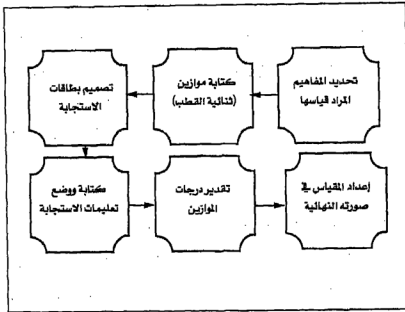 تحديد المفاهيم
المراد قياسها
كتابة موازين
(ثنائية القطب)
تصميم بطاقات
الاستجابة
كتابة ووضع
تعليمات الاستجابة
تقدير درجات
الموازين
إعداد المقياس في
صورته النهائية